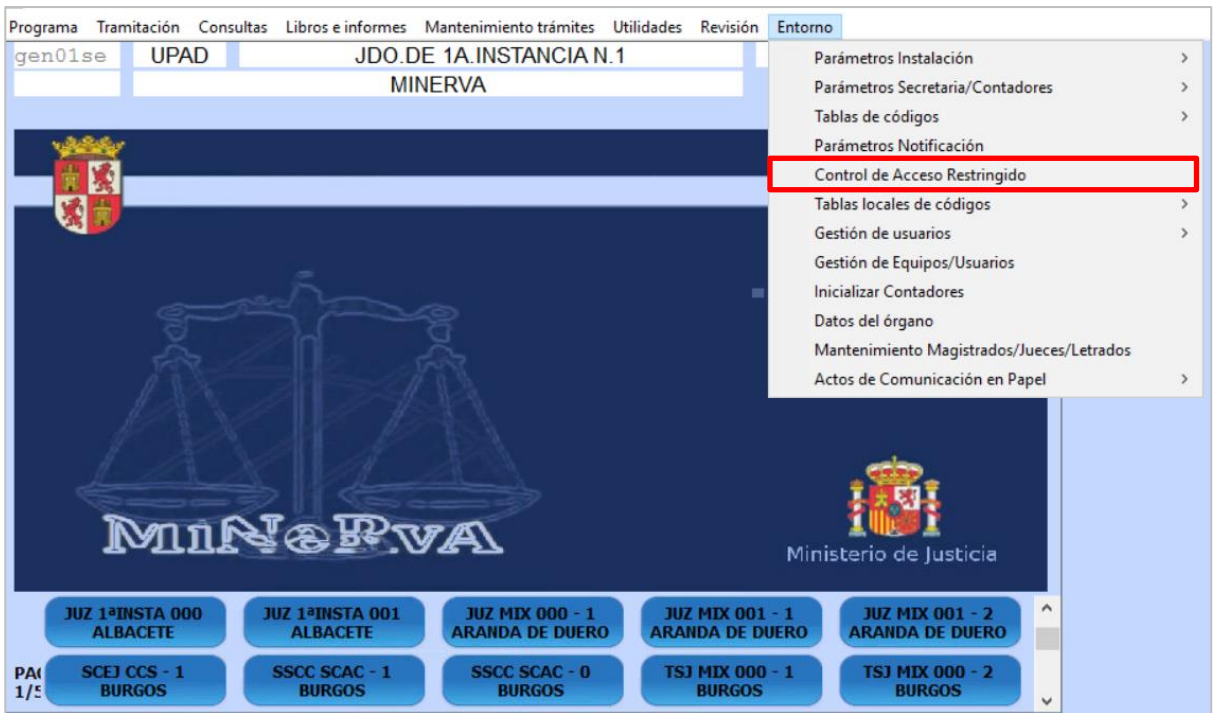 Programa Tramitación Consultas Libros e informes Mantenimiento trámites Utilidades Revisión Entorno
gen01se UPAD JDO.DE 1A.INSTANCIA N.1
MINERVA
Parámetros Instalación
Parámetros Secretaria/Contadores
Tablas de códigos
Parámetros Notificación
Control de Acceso Restringido
Tablas locales de códigos
Gestión de usuarios
Gestión de Equipos/Usuarios
Inicializar Contadores
Datos del órgano
Mantenimiento Magistrados/Jueces/Letrados
Actos de Comunicación en Papel
MiNeRvA
Ministerio de Justicia
JUZ 1ªINSTA 000 JUZ 1ªINSTA 001 JUZ MIX 000 - 1 JUZ MIX 001 - 1 JUZ MIX 001 - 2
ALBACETE ALBACETE ARANDA DE DUERO ARANDA DE DUERO ARANDA DE DUERO
SCEJ CCS - 1 SSCC SCAC - 1 SSCC SCAC - 0 TSJ MIX 000 - 1 TSJ MIX 000 - 2
BURGOS BURGOS BURGOS BURGOS BURGOS